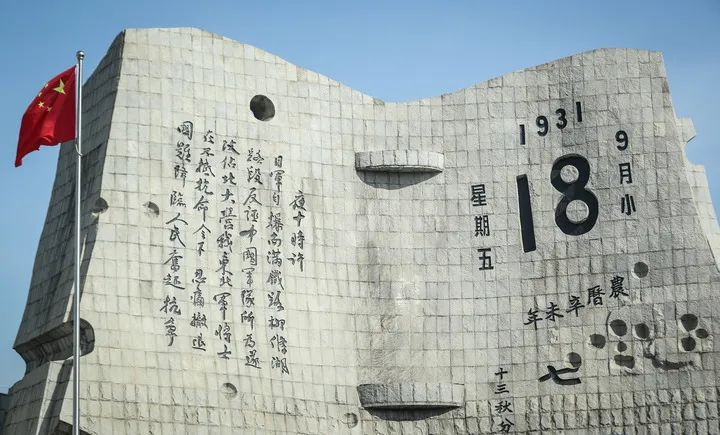 夜十時許
日軍自爆南滿鐵路柳條湖
路段反誣中國軍隊所為遂
攻佔北大營我東北軍將士
在不抵抗命令下忍痛撤退
國難降臨人民奮起抗爭
1931
9月小
18
星期五
農曆辛未年
七
十三秋分